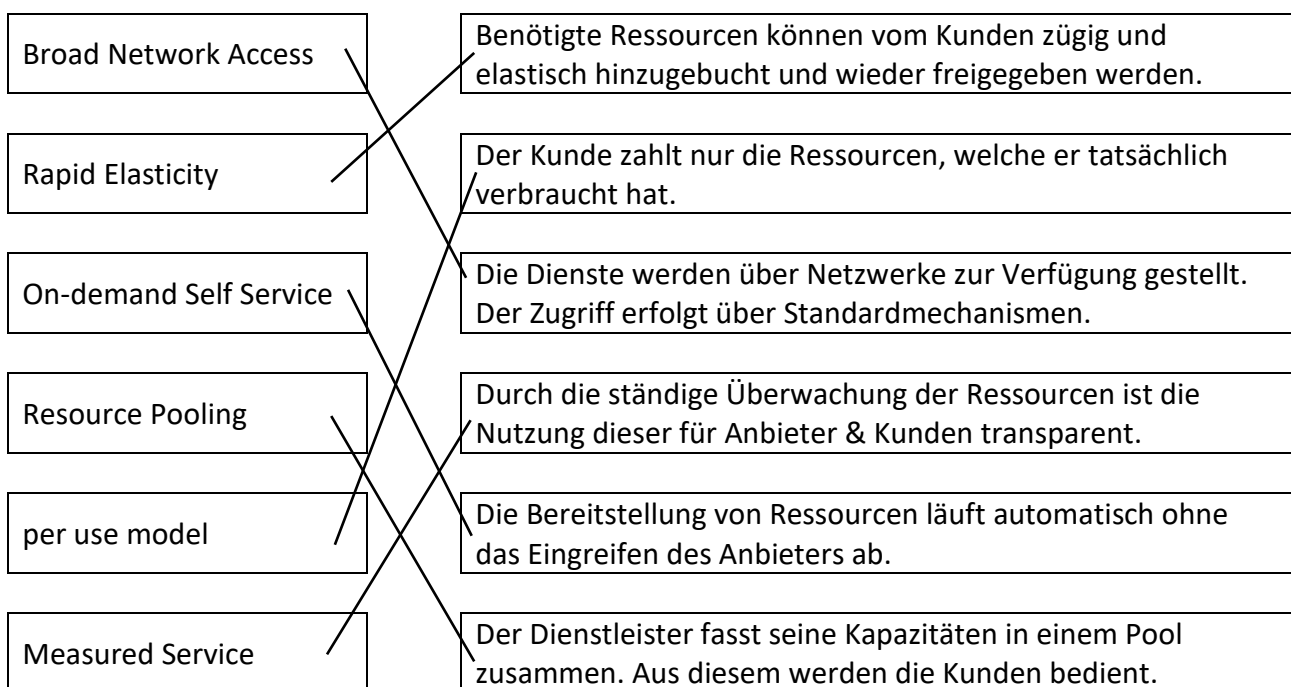 Broad Network Access
Benötigte Ressourcen können vom Kunden zügig und
elastisch hinzugebucht und wieder freigegeben werden.
Rapid Elasticity
Der Kunde zahlt nur die Ressourcen, welche er tatsächlich
verbraucht hat.
On-demand Self Service
Die Dienste werden über Netzwerke zur Verfügung gestellt.
Der Zugriff erfolgt über Standardmechanismen.
Resource Pooling
Durch die ständige Überwachung der Ressourcen ist die
Nutzung dieser für Anbieter & Kunden transparent.
per use model
Die Bereitstellung von Ressourcen läuft automatisch ohne
das Eingreifen des Anbieters ab.
Measured Service
Der Dienstleister fasst seine Kapazitäten in einem Pool
zusammen. Aus diesem werden die Kunden bedient.